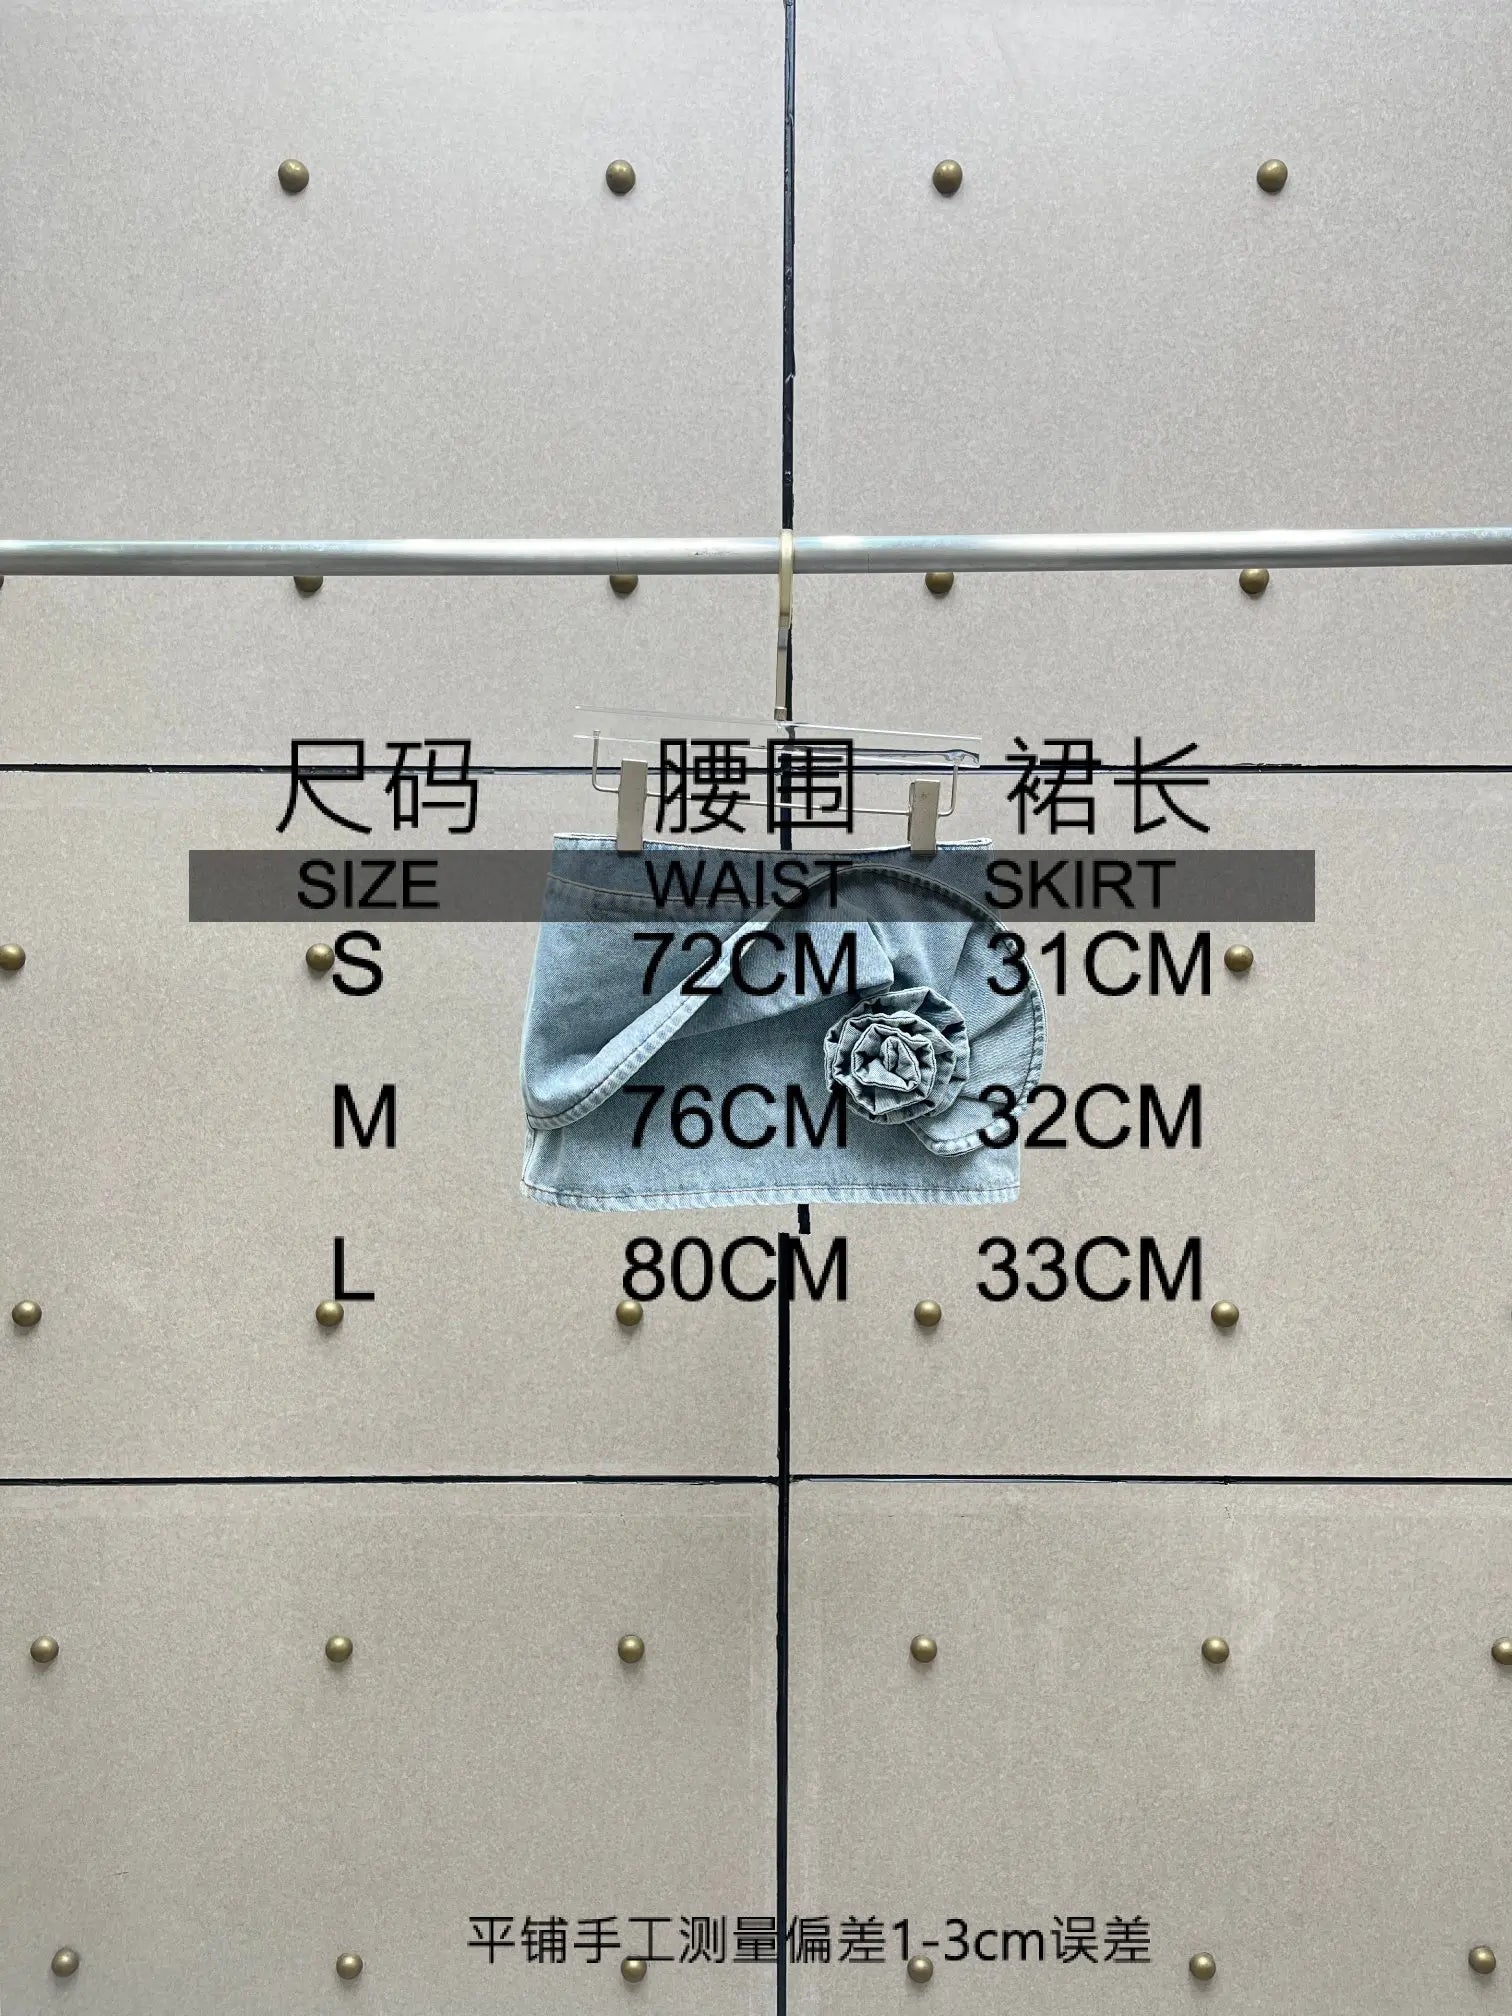 尺码 腰围 裙长
SIZE WAIST SKIRT
S 72CM 31CM
M 76CM 32CM
L 80CM 33CM
平铺手工测量偏差1-3cm误差